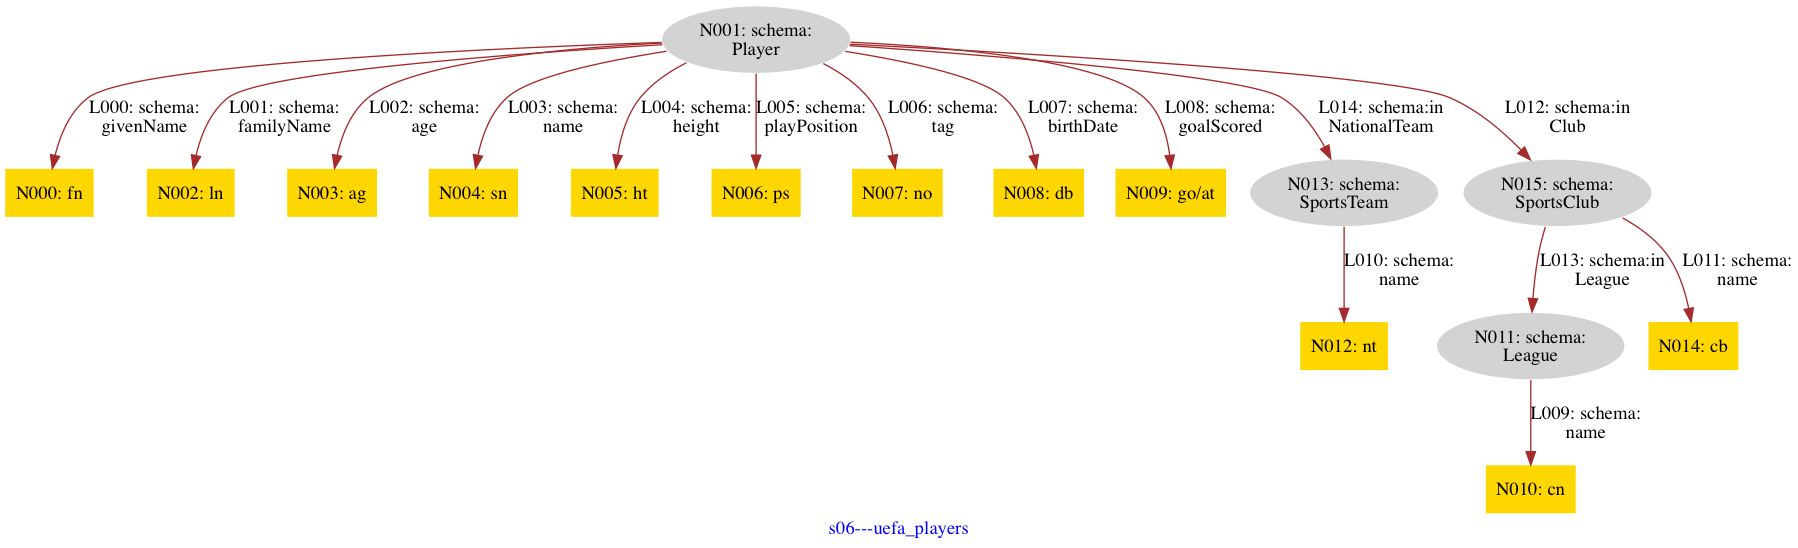 N001: schema:
Player
L000: schema:
givenName
L001: schema:
familyName
L002: schema:
age
L003: schema:
name
L004: schema:
height
L005: schema:
playPosition
L006: schema:
tag
L007: schema:
birthDate
L008: schema:
goalScored
L014: schema:in
NationalTeam
L012: schema:in
Club
N000: fn
N002: ln
N003: ag
N004: sn
N005: ht
N006: ps
N007: no
N008: db
N009: go/at
N013: schema:
SportsTeam
N015: schema:
SportsClub
L010: schema:
name
L013: schema:in
League
L011: schema:
name
N012: nt
N011: schema:
League
N014: cb
L009: schema:
name
N010: cn
s06---uefa_players